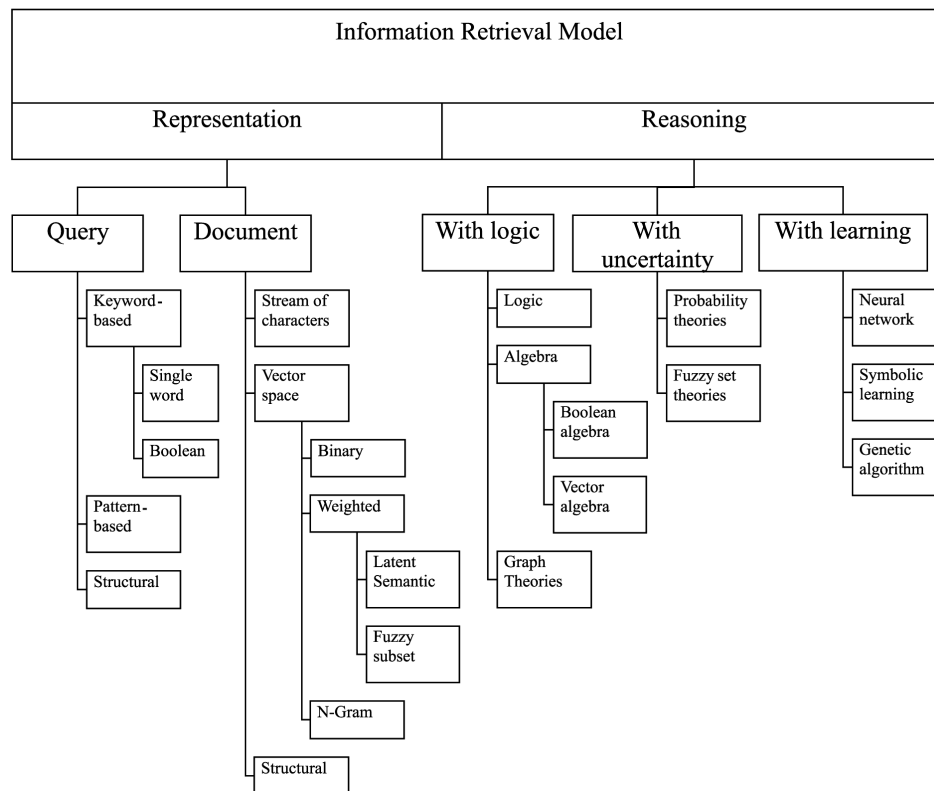 Information Retrieval Model
Representation
Reasoning
Query
Keyword-
based
Single
word
Boolean
Pattern-
based
Structural
Document
Stream of
characters
Vector
space
Binary
Weighted
Latent
Semantic
Fuzzy
subset
N-Gram
Structural
With logic
Logic
Algebra
Boolean
algebra
Vector
algebra
Graph
Theories
With
uncertainty
Probability
theories
Fuzzy set
theories
With learning
Neural
network
Symbolic
learning
Genetic
algorithm